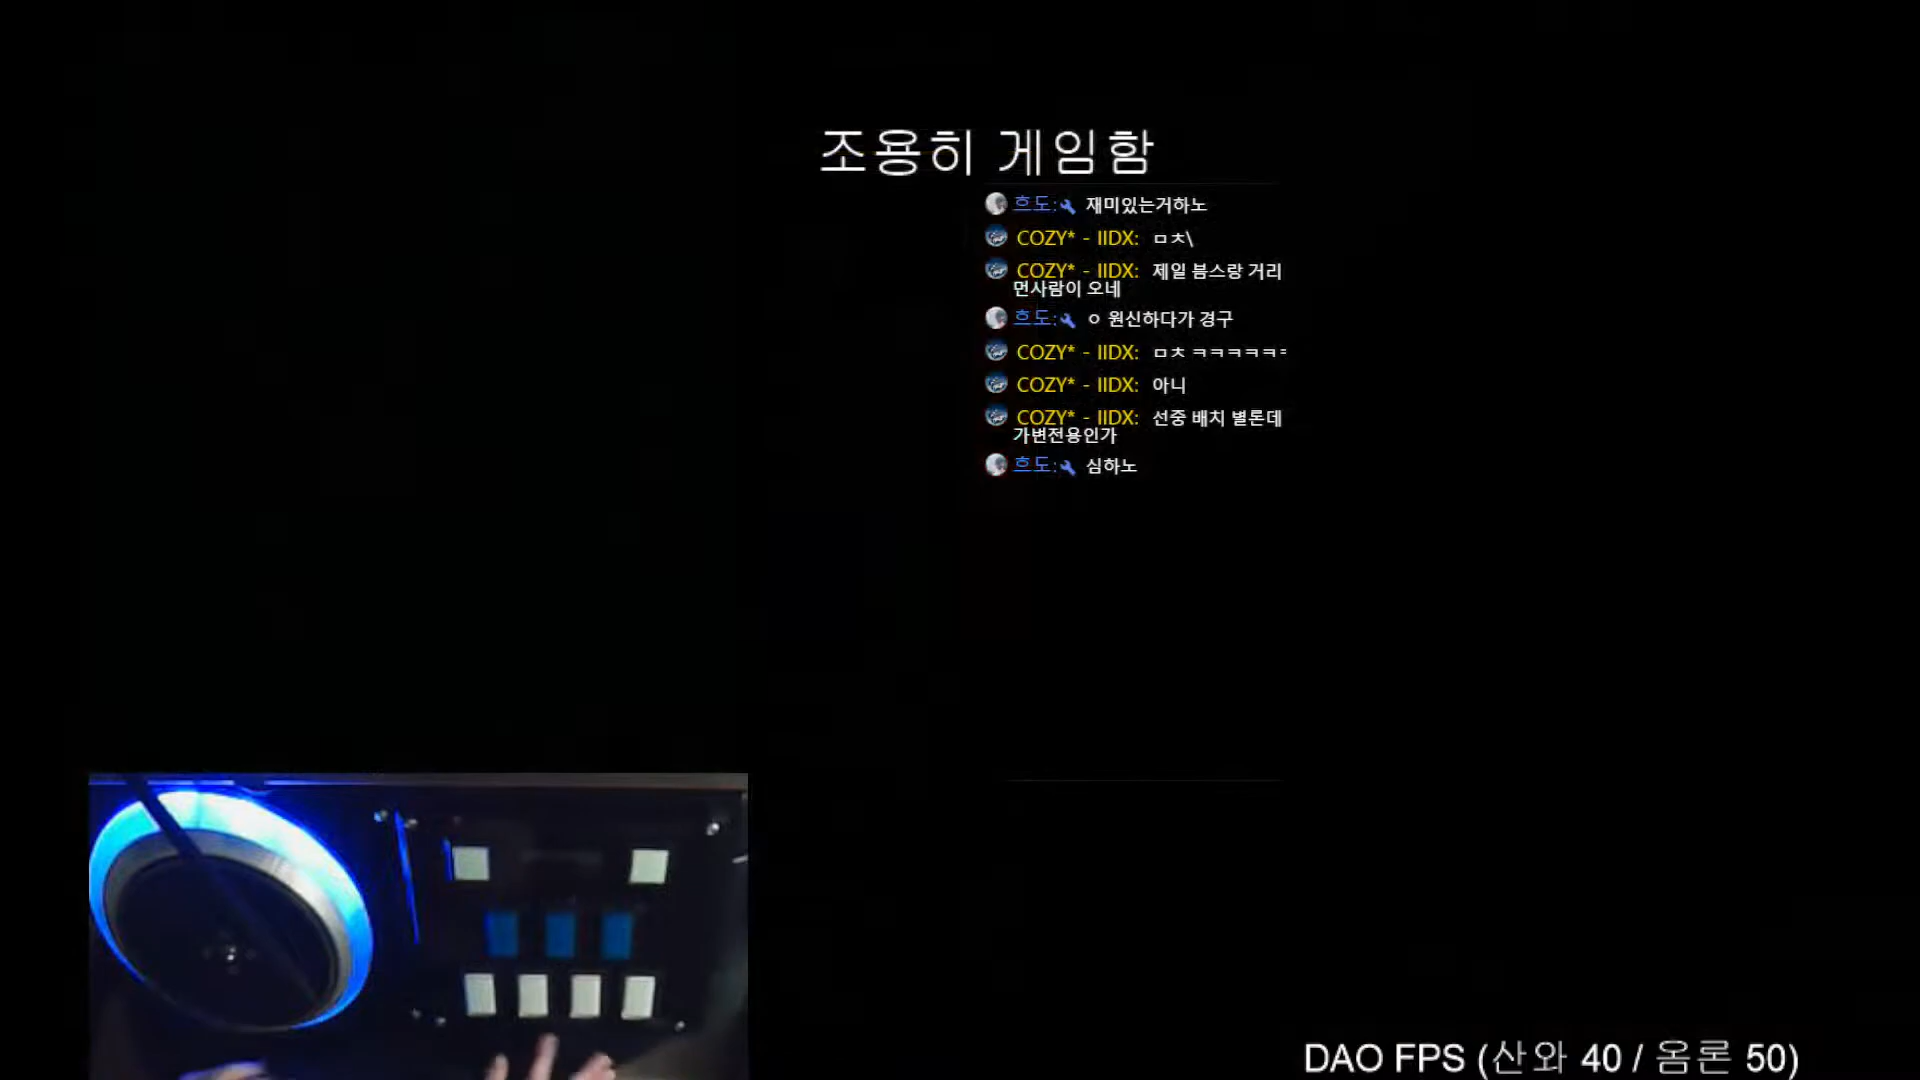 조용히 게임함
흐도: 재미있는거하노
COZY* - IIDX: ㅁㅊ\
COZY* - IIDX: 제일 븜스랑 거리
먼사람이 오네
흐도: ㅇ 원신하다가 경구
COZY* - IIDX: ㅁㅊ ㅋㅋㅋㅋㅋㅋ
COZY* - IIDX: 아니
COZY* - IIDX: 선중 배치 별론데
가변전용인가
흐도: 심하노
DAO FPS (산와 40 / 옴론 50)